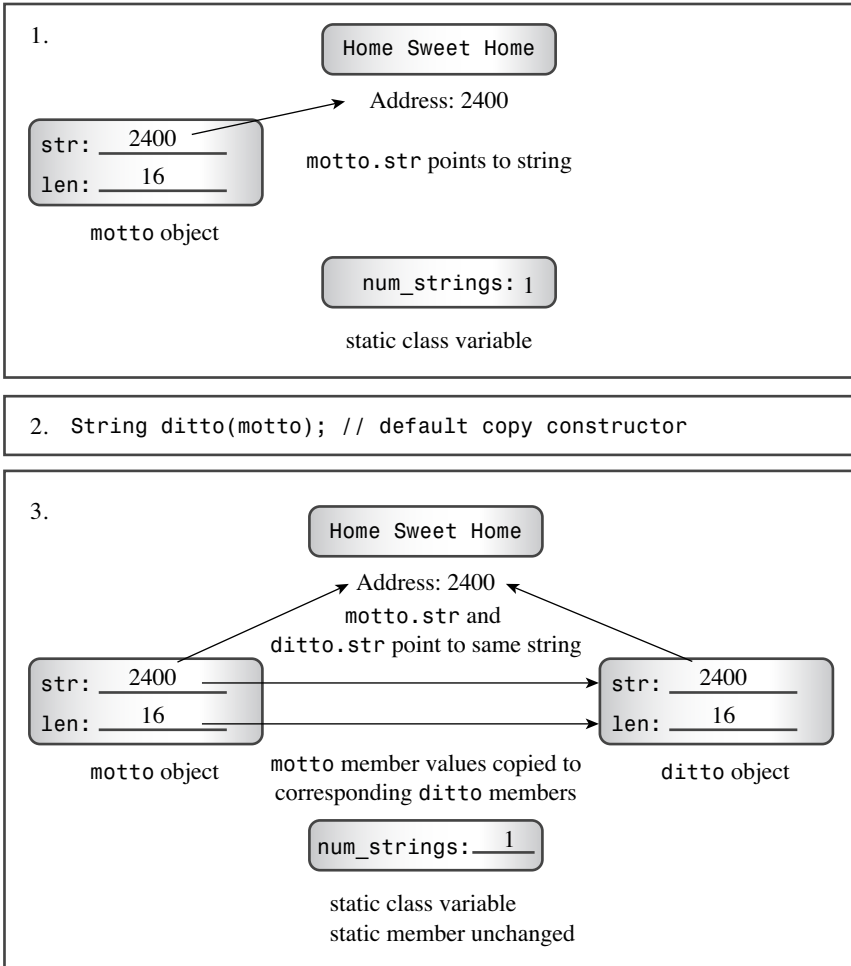 1.
Home Sweet Home
Address: 2400
str: 2400
len: 16
motto.str points to string
motto object
num_strings: 1
static class variable
2. String ditto(motto); // default copy constructor
3.
Home Sweet Home
Address: 2400
motto.str and
ditto.str point to same string
str: 2400
len: 16
str: 2400
len: 16
motto object
motto member values copied to
corresponding ditto members
ditto object
num_strings: 1
static class variable
static member unchanged